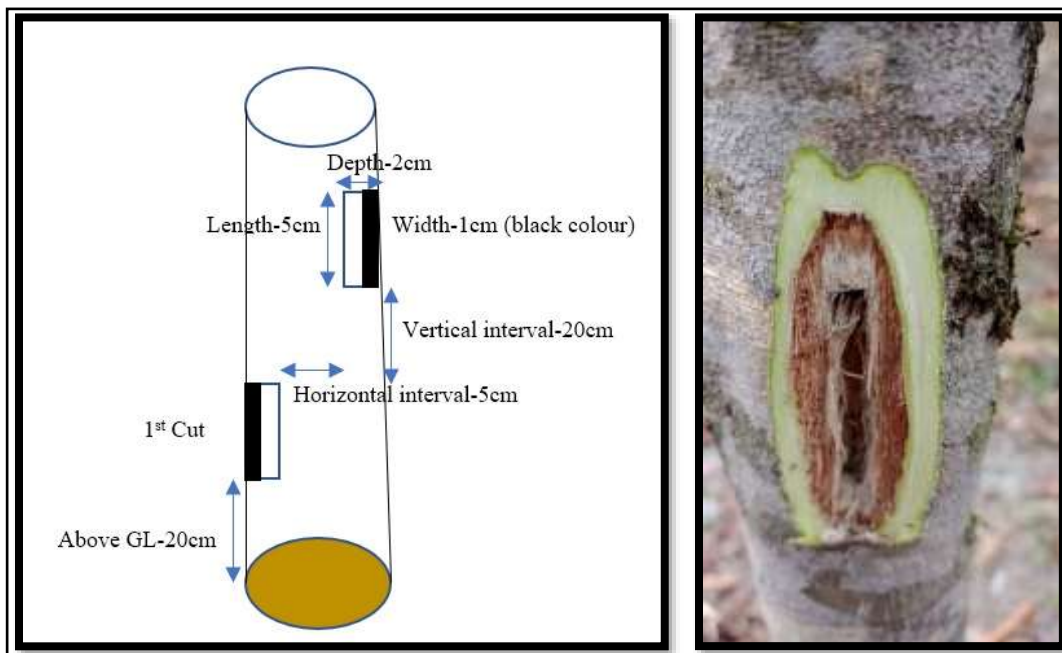 Depth-2cm
Length-5cm
Width-1cm (black colour)
Vertical interval-20cm
Horizontal interval-5cm
1st Cut
Above GL-20cm